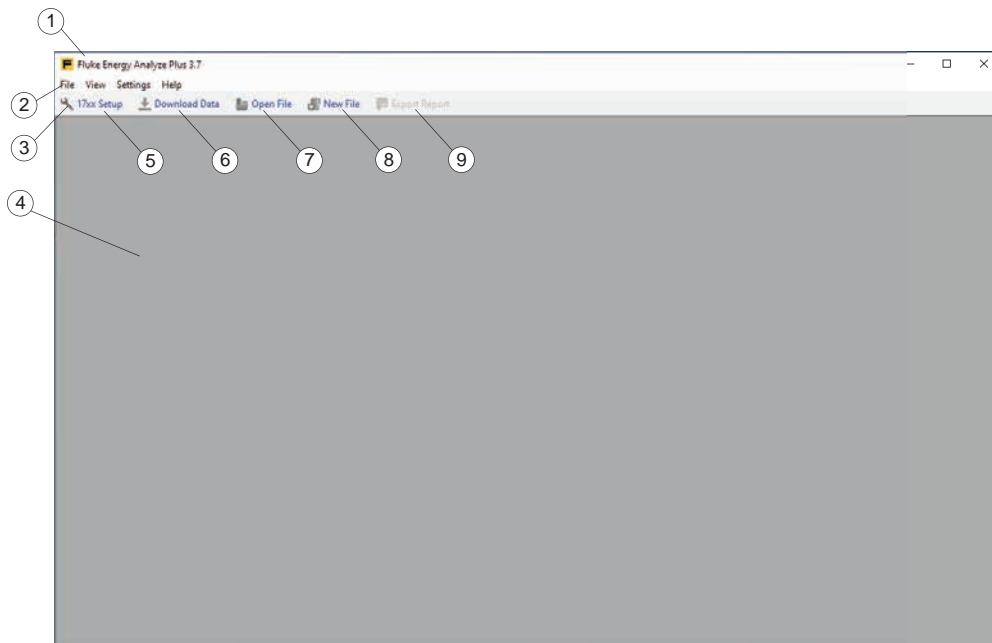 1
Fluke Energy Analyze Plus 3.7
File View Settings Help
2
17xx Setup Download Data Open File New File Export Report
3
5 6 7 8 9
4